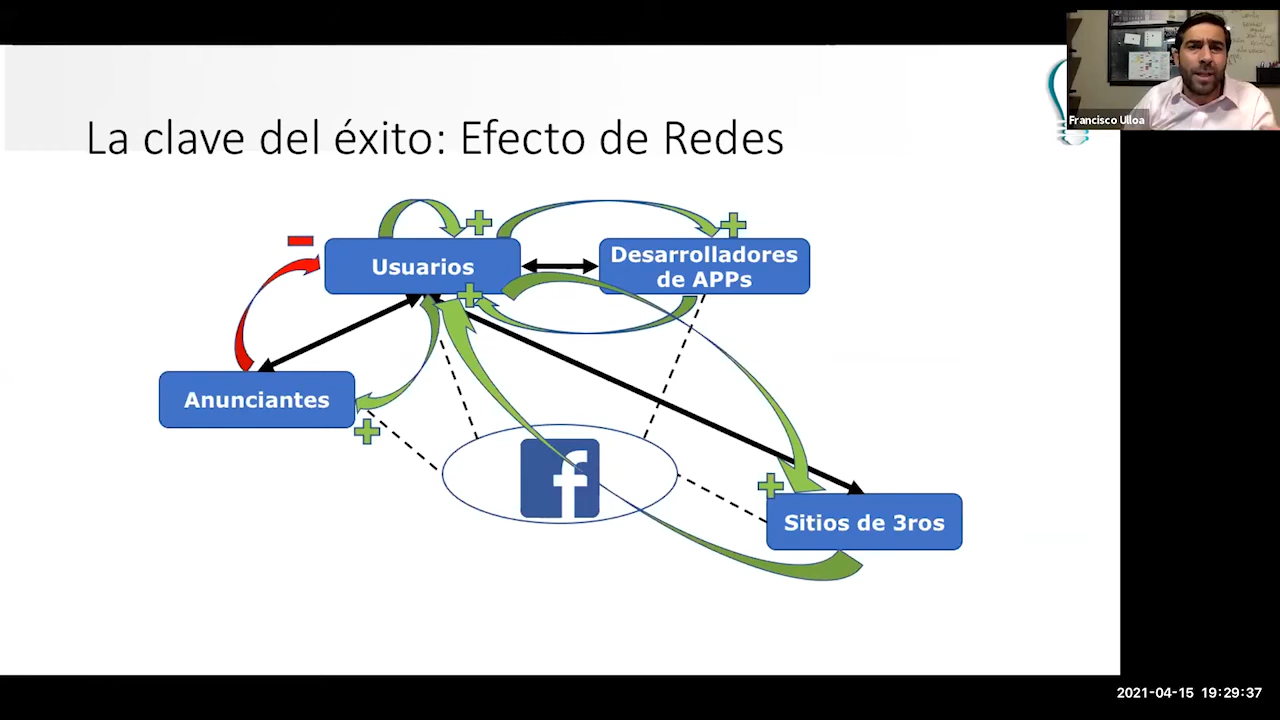 La clave del éxito: Efecto de Redes
Francisco Ulloa
Usuarios
Desarrolladores
de APPs
Anunciantes
Sitios de 3ros
2021-04-15 19:29:37